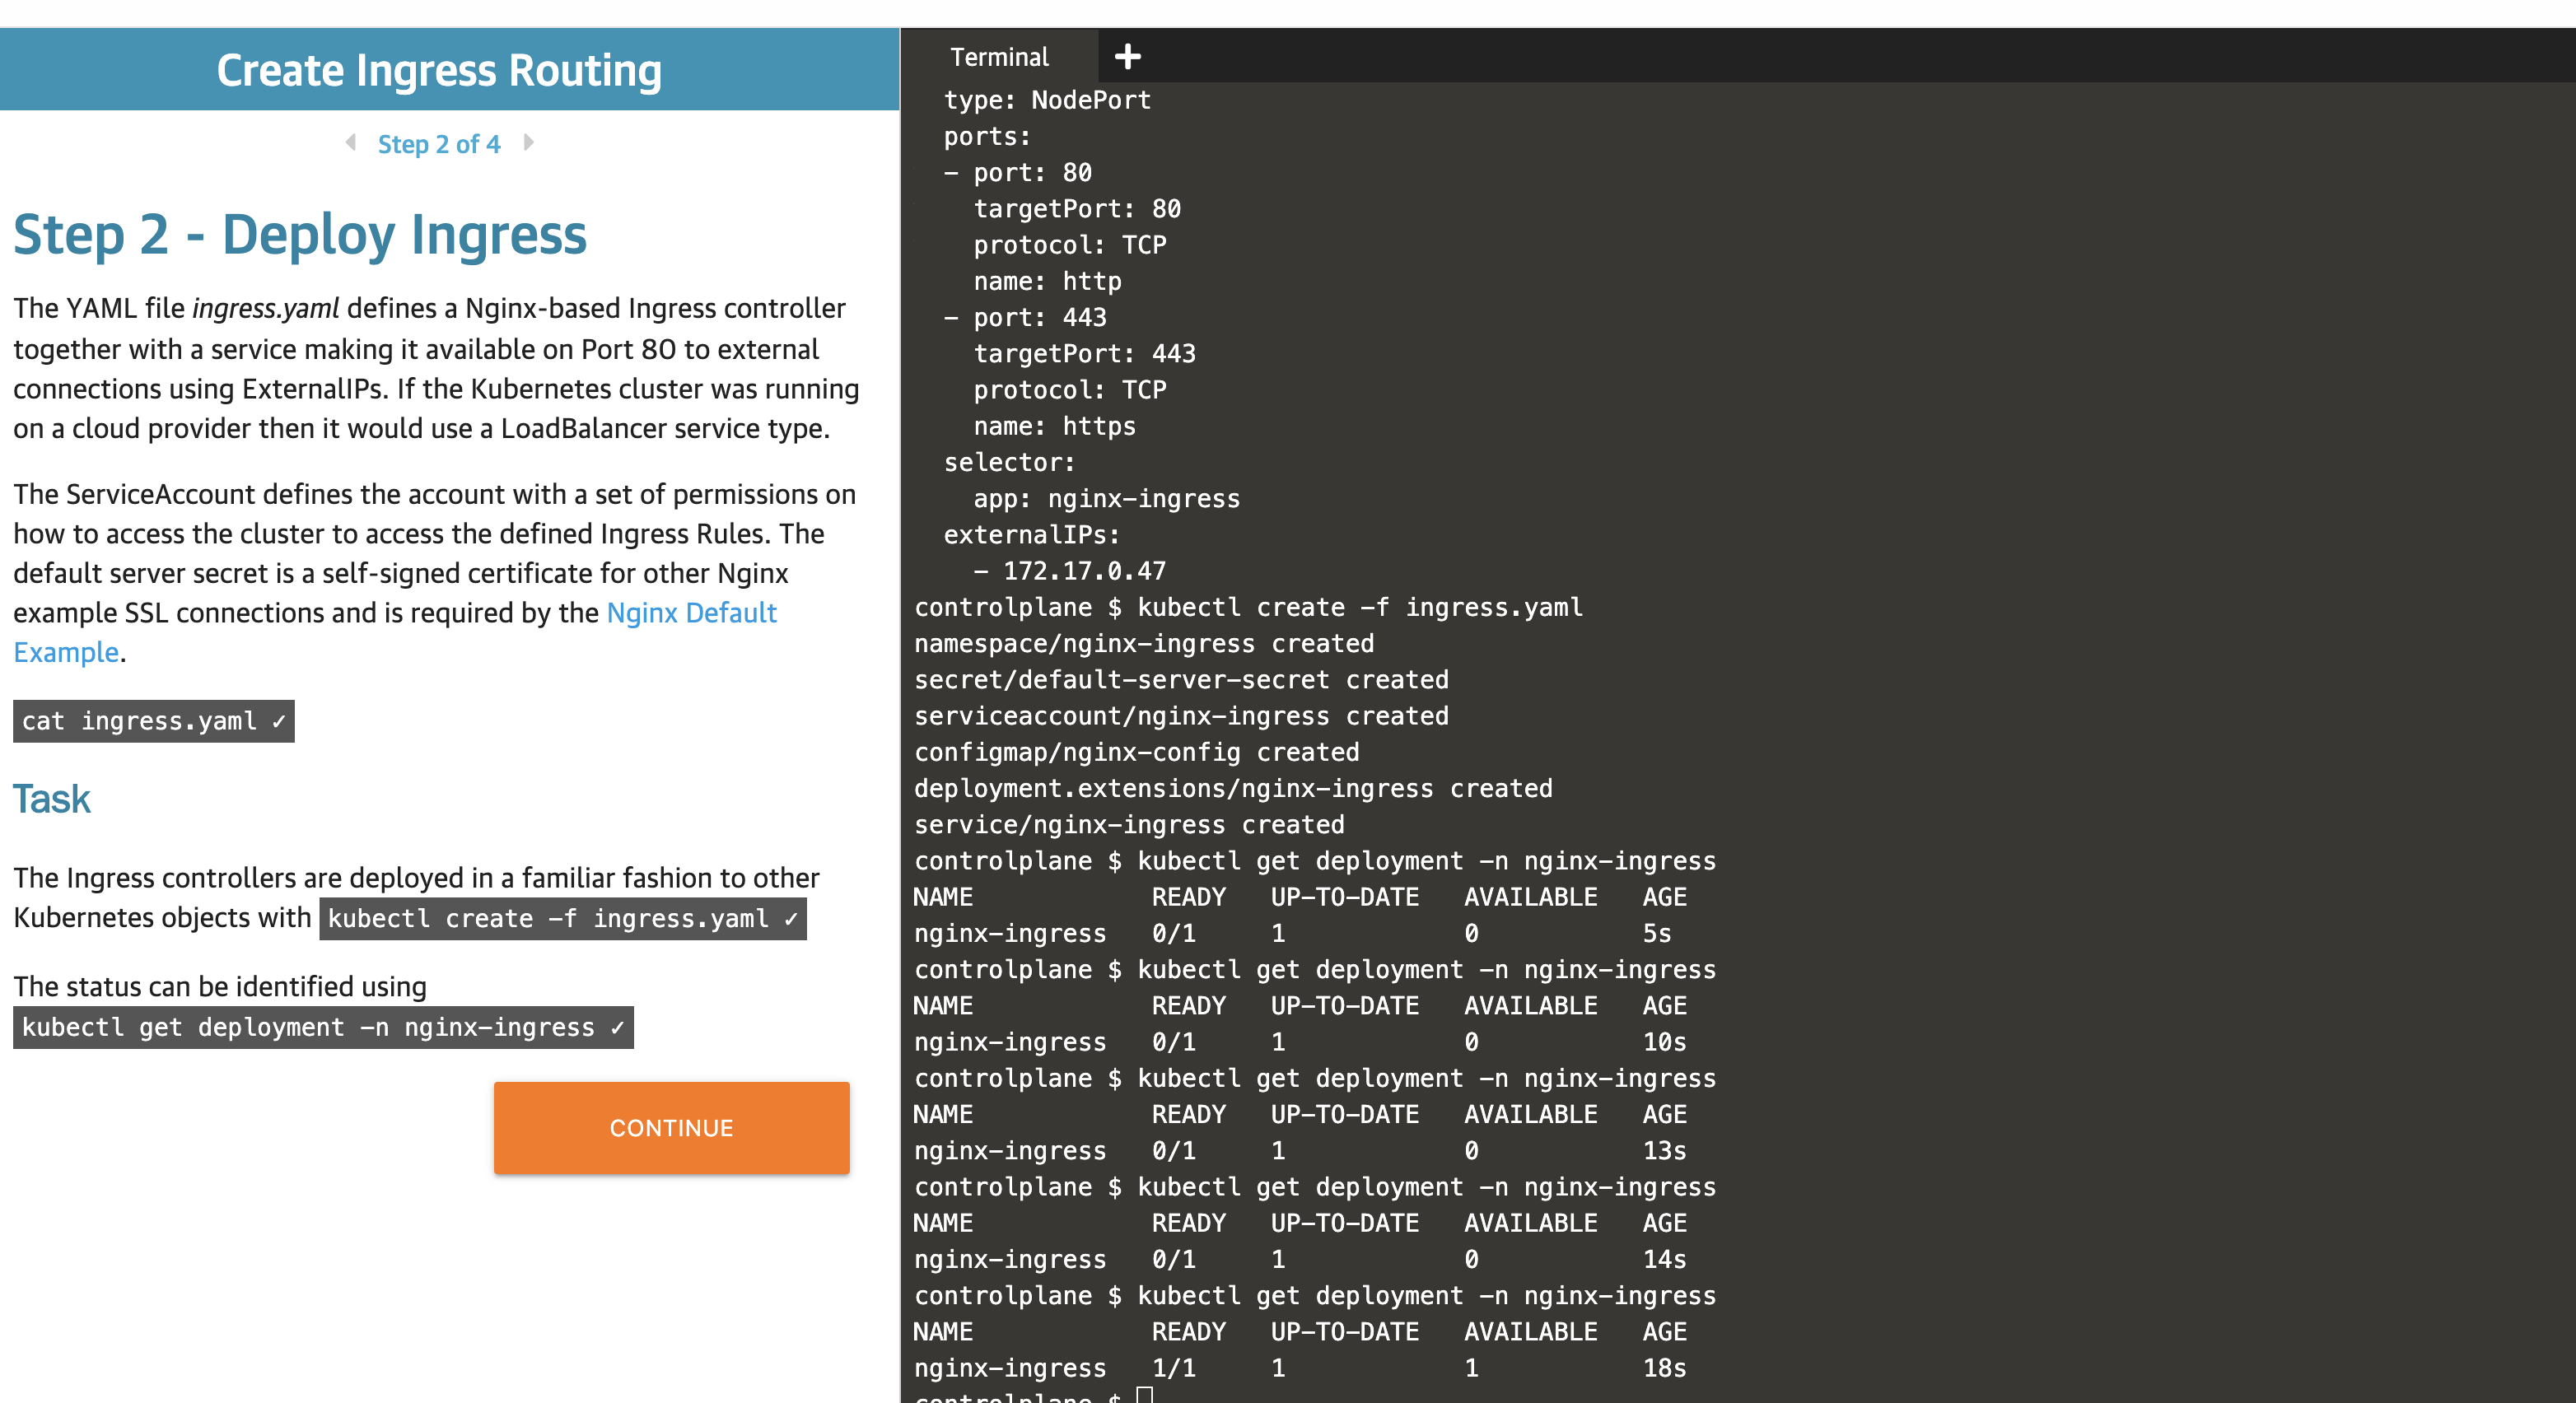 Create Ingress Routing
Step 2 of 4
Step 2 - Deploy Ingress
The YAML file ingress.yaml defines a Nginx-based Ingress controller
together with a service making it available on Port 80 to external
connections using ExternalIPs. If the Kubernetes cluster was running
on a cloud provider then it would use a LoadBalancer service type.
The ServiceAccount defines the account with a set of permissions on
how to access the cluster to access the defined Ingress Rules. The
default server secret is a self-signed certificate for other Nginx
example SSL connections and is required by the Nginx Default
Example.
cat ingress.yaml ✓
Task
The Ingress controllers are deployed in a familiar fashion to other
Kubernetes objects with kubectl create -f ingress.yaml ✓
The status can be identified using
kubectl get deployment -n nginx-ingress ✓
CONTINUE
Terminal +
type: NodePort
ports:
- port: 80
targetPort: 80
protocol: TCP
name: http
- port: 443
targetPort: 443
protocol: TCP
name: https
selector:
app: nginx-ingress
externalIPs:
- 172.17.0.47
controlplane $ kubectl create -f ingress.yaml
namespace/nginx-ingress created
secret/default-server-secret created
serviceaccount/nginx-ingress created
configmap/nginx-config created
deployment.extensions/nginx-ingress created
service/nginx-ingress created
controlplane $ kubectl get deployment -n nginx-ingress
NAME READY UP-TO-DATE AVAILABLE AGE
nginx-ingress 0/1 1 0 5s
controlplane $ kubectl get deployment -n nginx-ingress
NAME READY UP-TO-DATE AVAILABLE AGE
nginx-ingress 0/1 1 0 10s
controlplane $ kubectl get deployment -n nginx-ingress
NAME READY UP-TO-DATE AVAILABLE AGE
nginx-ingress 0/1 1 0 13s
controlplane $ kubectl get deployment -n nginx-ingress
NAME READY UP-TO-DATE AVAILABLE AGE
nginx-ingress 0/1 1 0 14s
controlplane $ kubectl get deployment -n nginx-ingress
NAME READY UP-TO-DATE AVAILABLE AGE
nginx-ingress 1/1 1 1 18s
controlplane $